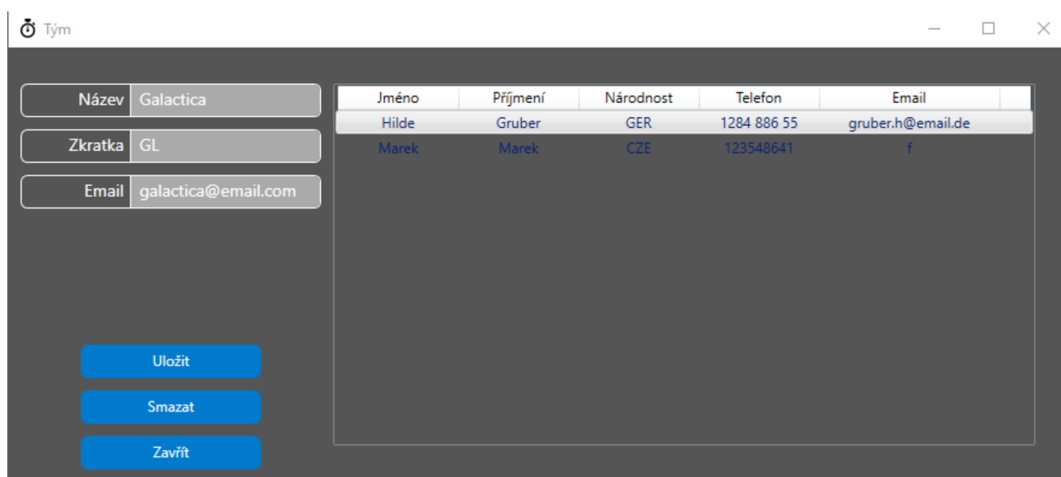 Tým
Název Galactica
Zkratka GL
Email galactica@email.com
Uložit
Smazat
Zavřít
Jméno Příjmení Národnost Telefon Email
Hilde Gruber GER 1284 886 55 gruber.h@email.de
Marek Marek CZE 123548641 f